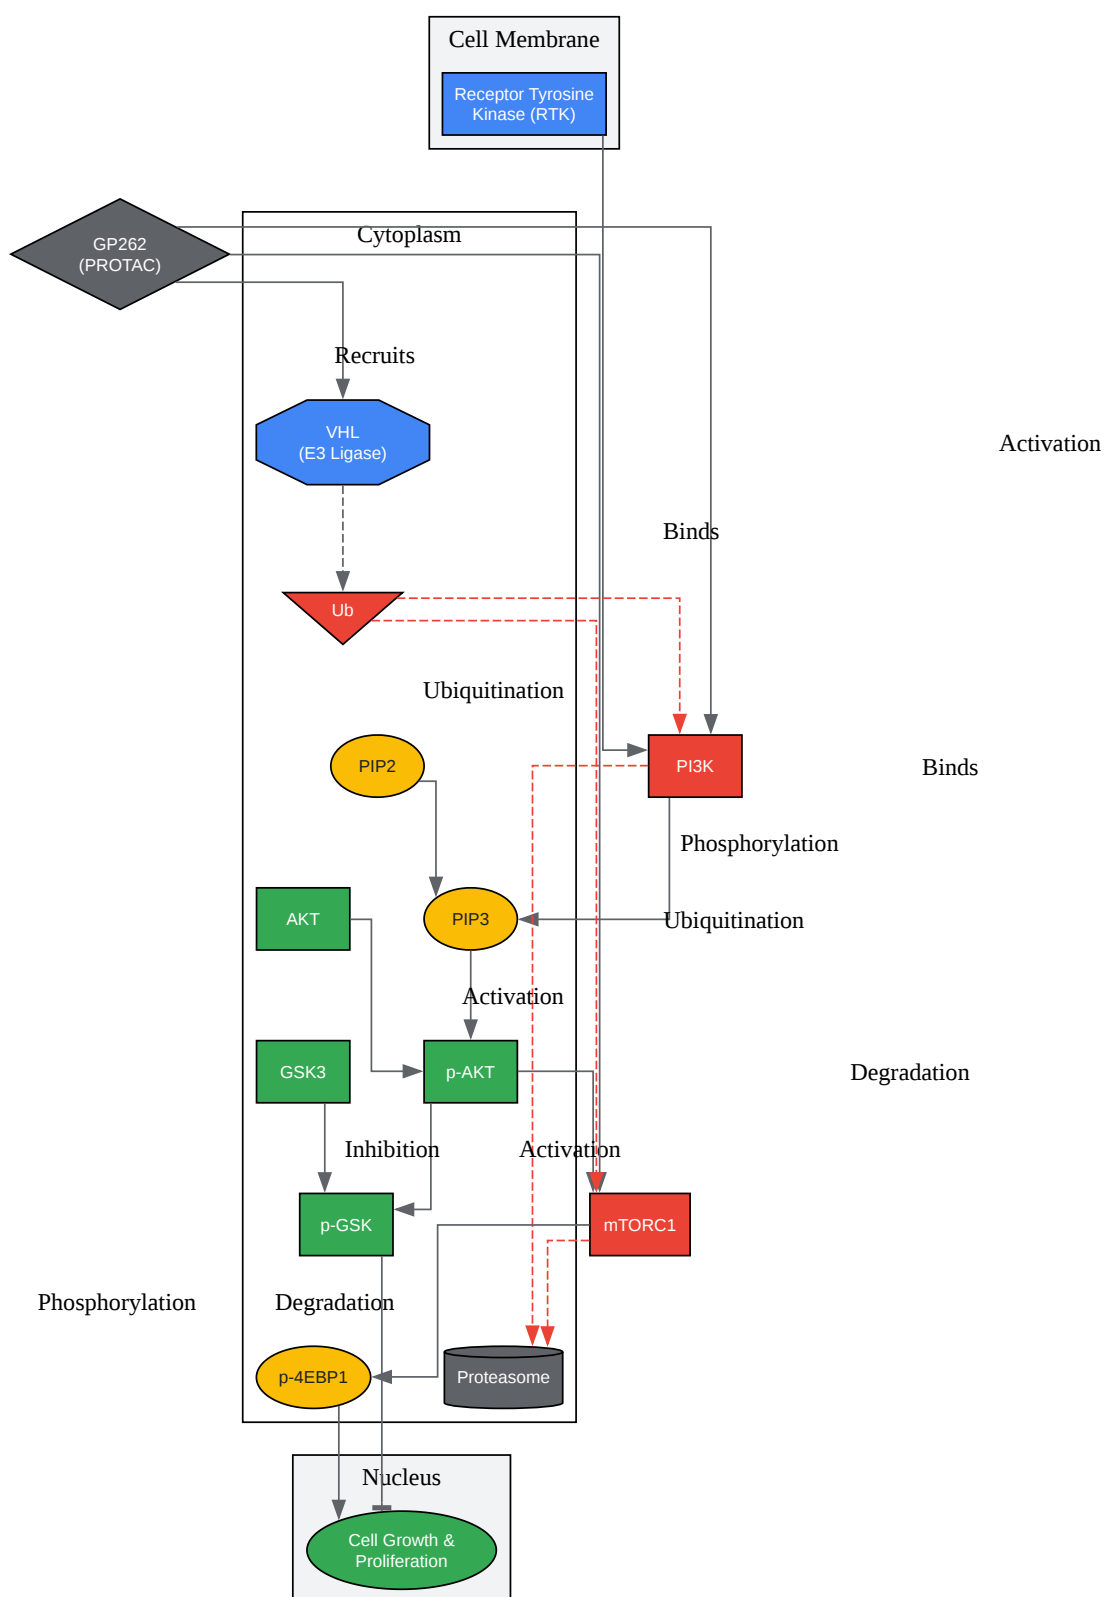 Cell Membrane
Receptor Tyrosine
Kinase (RTK)
GP262
(PROTAC)
Cytoplasm
Recruits
VHL
(E3 Ligase)
Activation
Binds
Ub
Ubiquitination
PIP2
PI3K
Binds
Phosphorylation
AKT
PIP3
Ubiquitination
Activation
GSK3
p-AKT
Degradation
Inhibition
Activation
p-GSK
mTORC1
Phosphorylation
Degradation
p-4EBP1
Proteasome
Nucleus
Cell Growth &
Proliferation